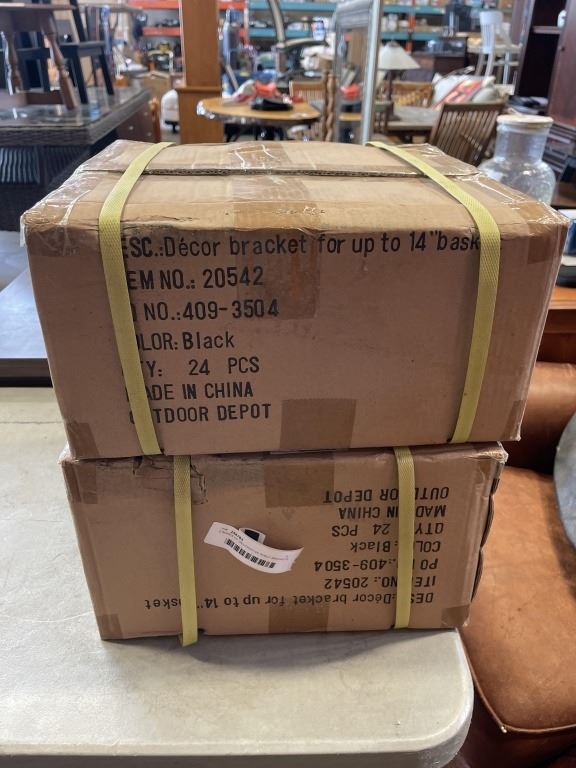 ESC.:Décor bracket for up to 14"bask
EM NO.: 20542
NO.:409-3504
LOR: Black
Y: 24 PCS
ADE IN CHINA
TDOOR DEPOT
DES.:Décor bracket for up to 14"basket
ITEM NO.: 20542
PO :409-3504
COL :Black
QTY: 24 PCS
MADE IN CHINA
OUTDOOR DEPOT